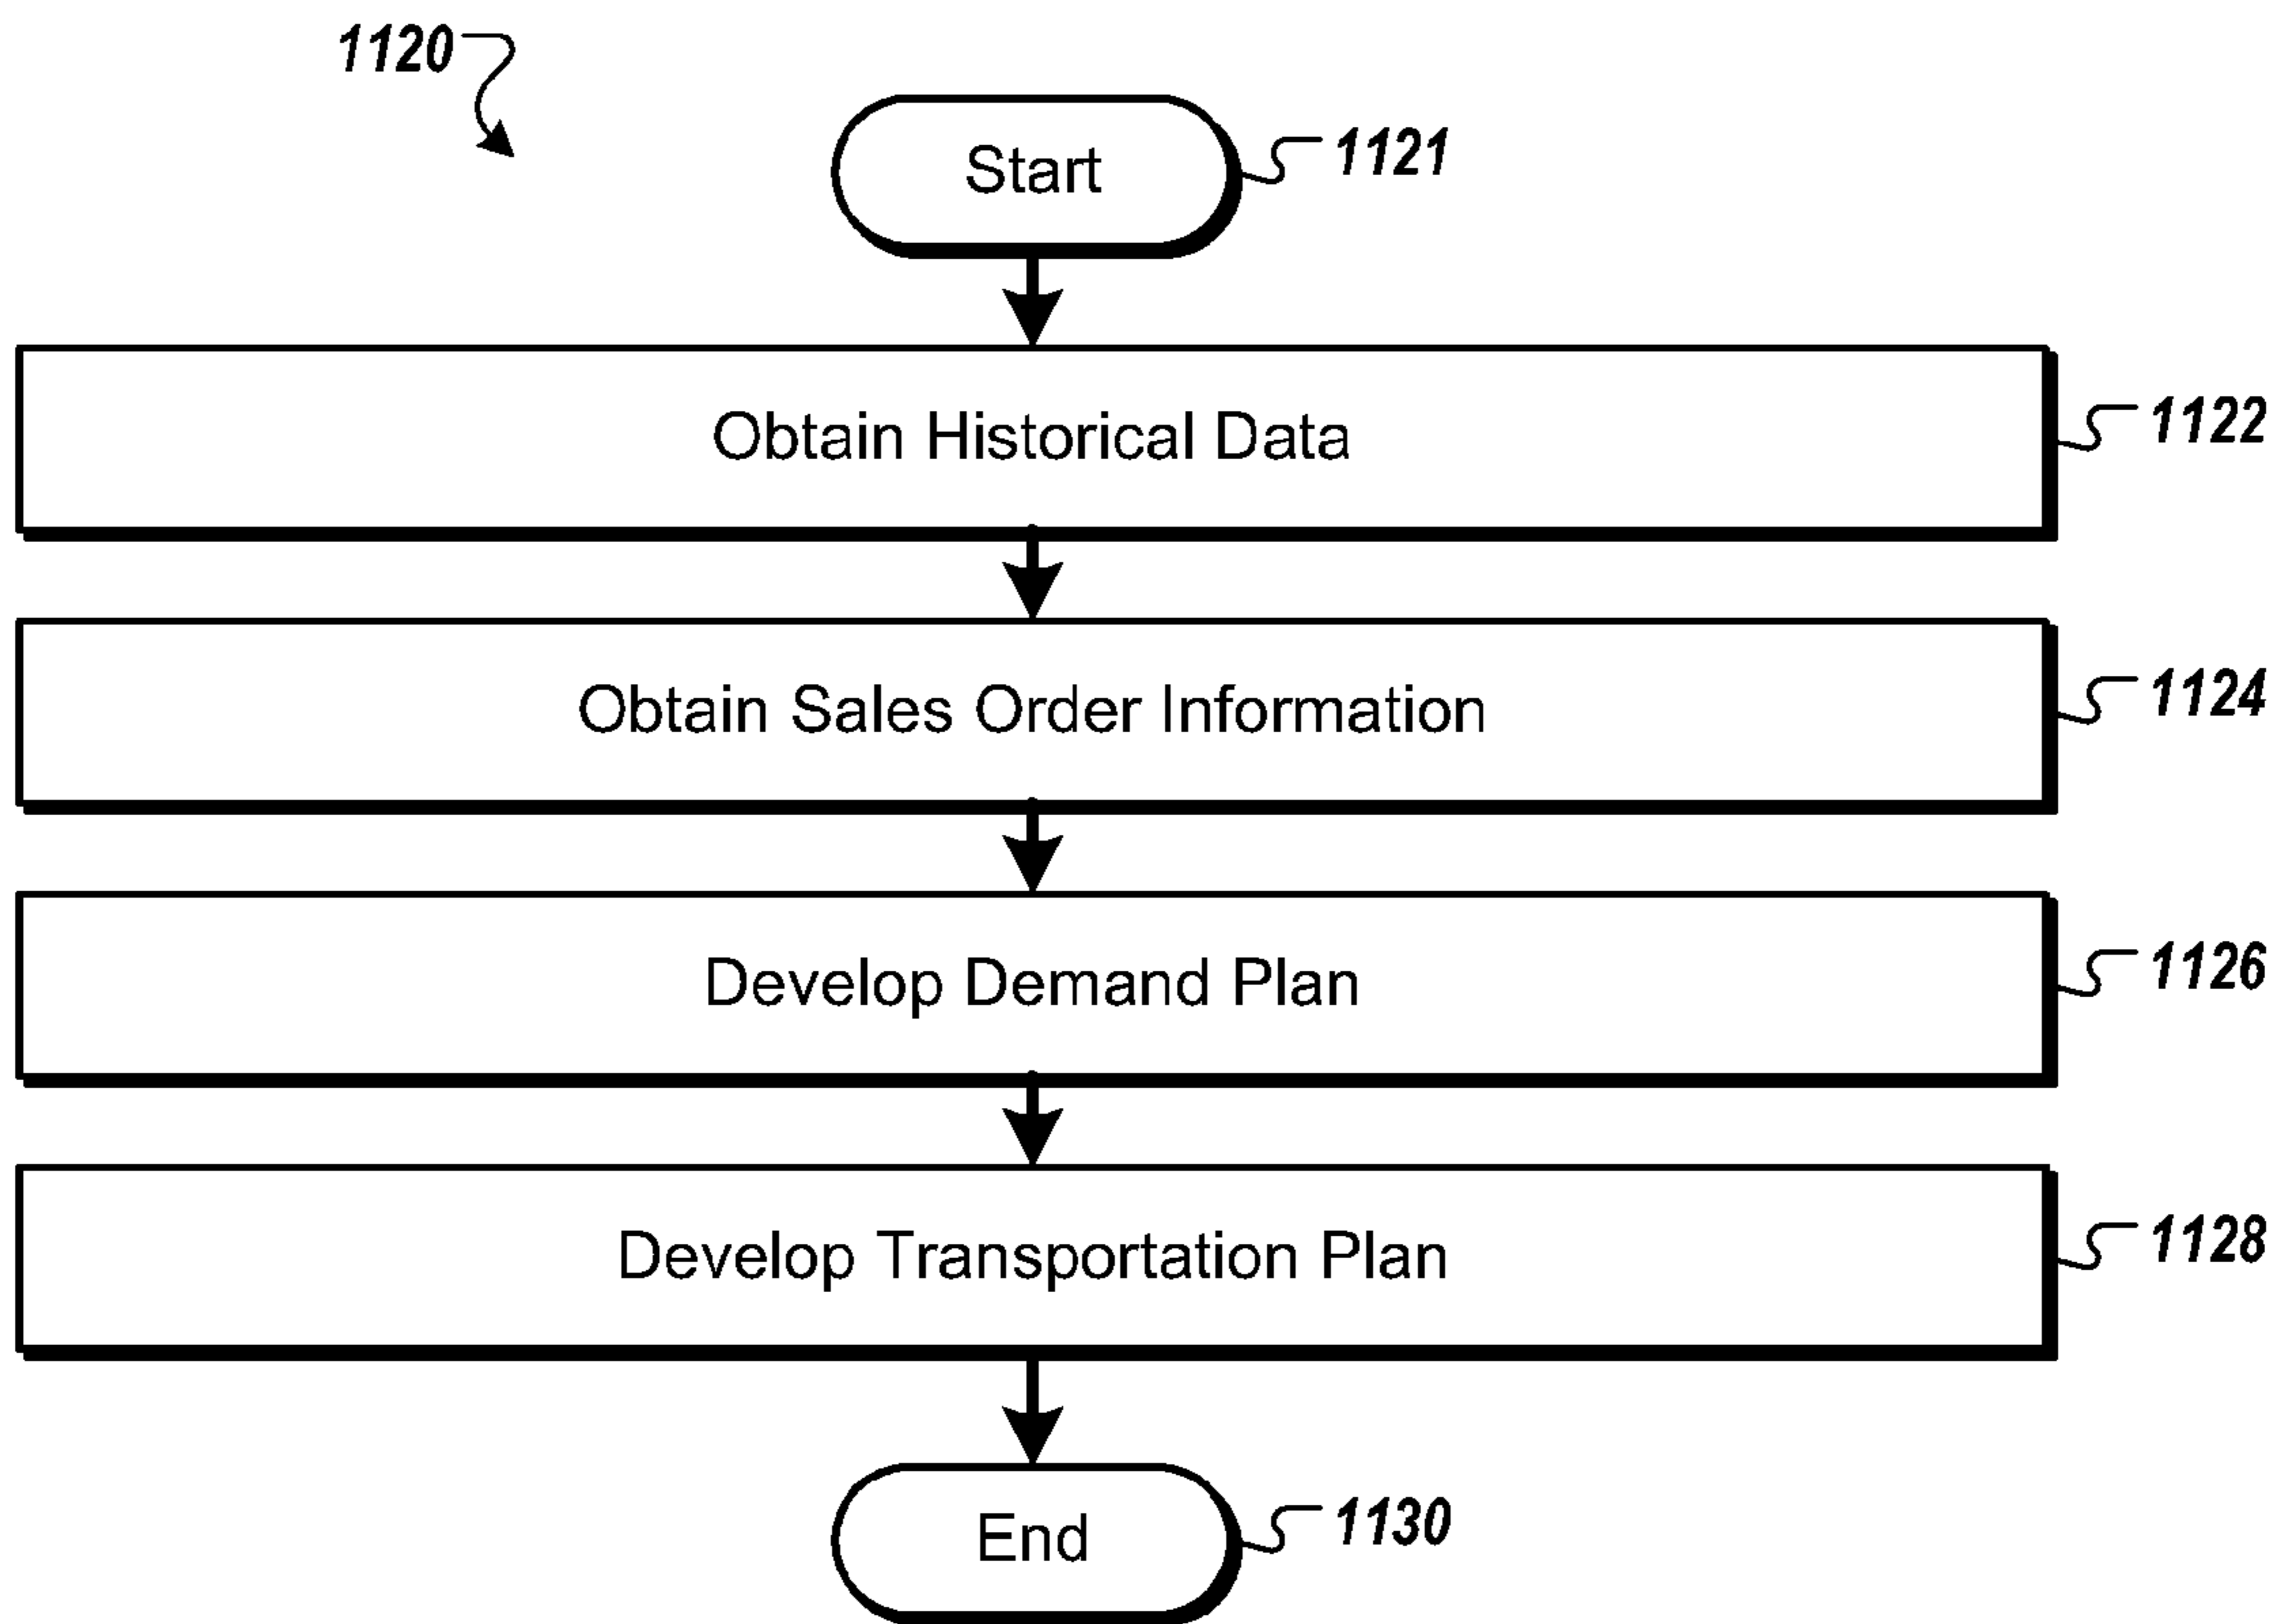 1120
Start
1121
Obtain Historical Data
1122
Obtain Sales Order Information
1124
Develop Demand Plan
1126
Develop Transportation Plan
1128
End
1130